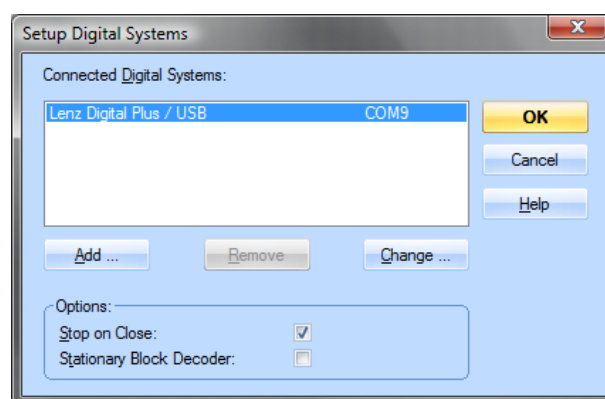 Setup Digital Systems
Connected Digital Systems:
Lenz Digital Plus / USB COM9
OK
Cancel
Help
Add ... Remove Change ...
Options:
Stop on Close:
Stationary Block Decoder: